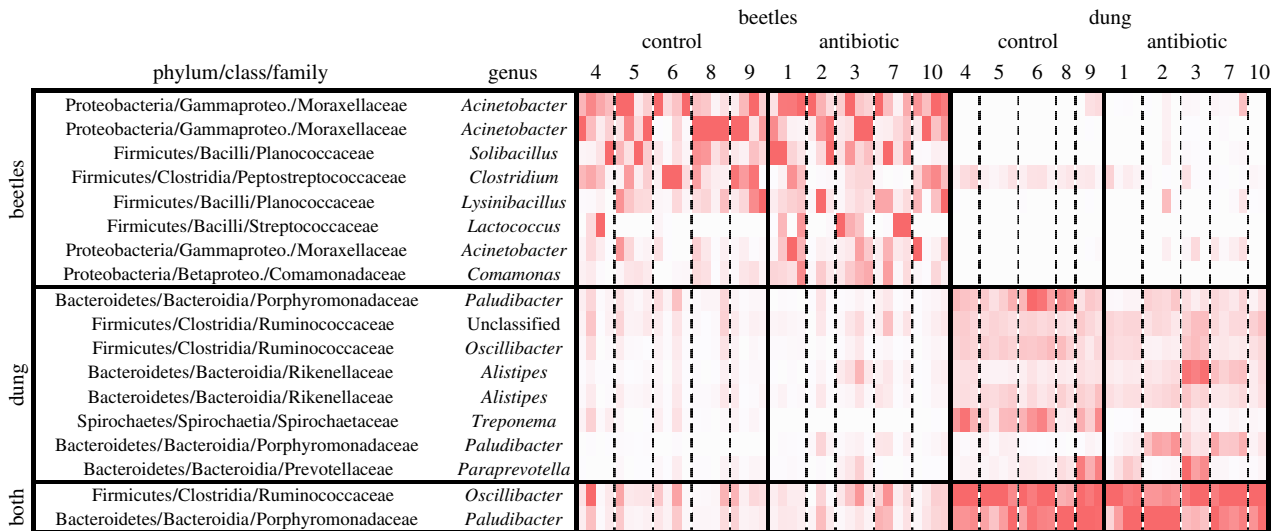 beetles dung
control antibiotic control antibiotic
phylum/class/family genus 4 5 6 8 9 1 2 3 7 10 4 5 6 8 9 1 2 3 7 10
beetles
Proteobacteria/Gammaproteo./Moraxellaceae Acinetobacter
Proteobacteria/Gammaproteo./Moraxellaceae Acinetobacter
Firmicutes/Bacilli/Planococcaceae Solibacillus
Firmicutes/Clostridia/Peptostreptococcaceae Clostridium
Firmicutes/Bacilli/Planococcaceae Lysinibacillus
Firmicutes/Bacilli/Streptococcaceae Lactococcus
Proteobacteria/Gammaproteo./Moraxellaceae Acinetobacter
Proteobacteria/Betaproteo./Comamonadaceae Comamonas
dung
Bacteroidetes/Bacteroidia/Porphyromonadaceae Paludibacter
Firmicutes/Clostridia/Ruminococcaceae Unclassified
Firmicutes/Clostridia/Ruminococcaceae Oscillibacter
Bacteroidetes/Bacteroidia/Rikenellaceae Alistipes
Bacteroidetes/Bacteroidia/Rikenellaceae Alistipes
Spirochaetes/Spirochaetia/Spirochaetaceae Treponema
Bacteroidetes/Bacteroidia/Porphyromonadaceae Paludibacter
Bacteroidetes/Bacteroidia/Prevotellaceae Paraprevotella
both
Firmicutes/Clostridia/Ruminococcaceae Oscillibacter
Bacteroidetes/Bacteroidia/Porphyromonadaceae Paludibacter